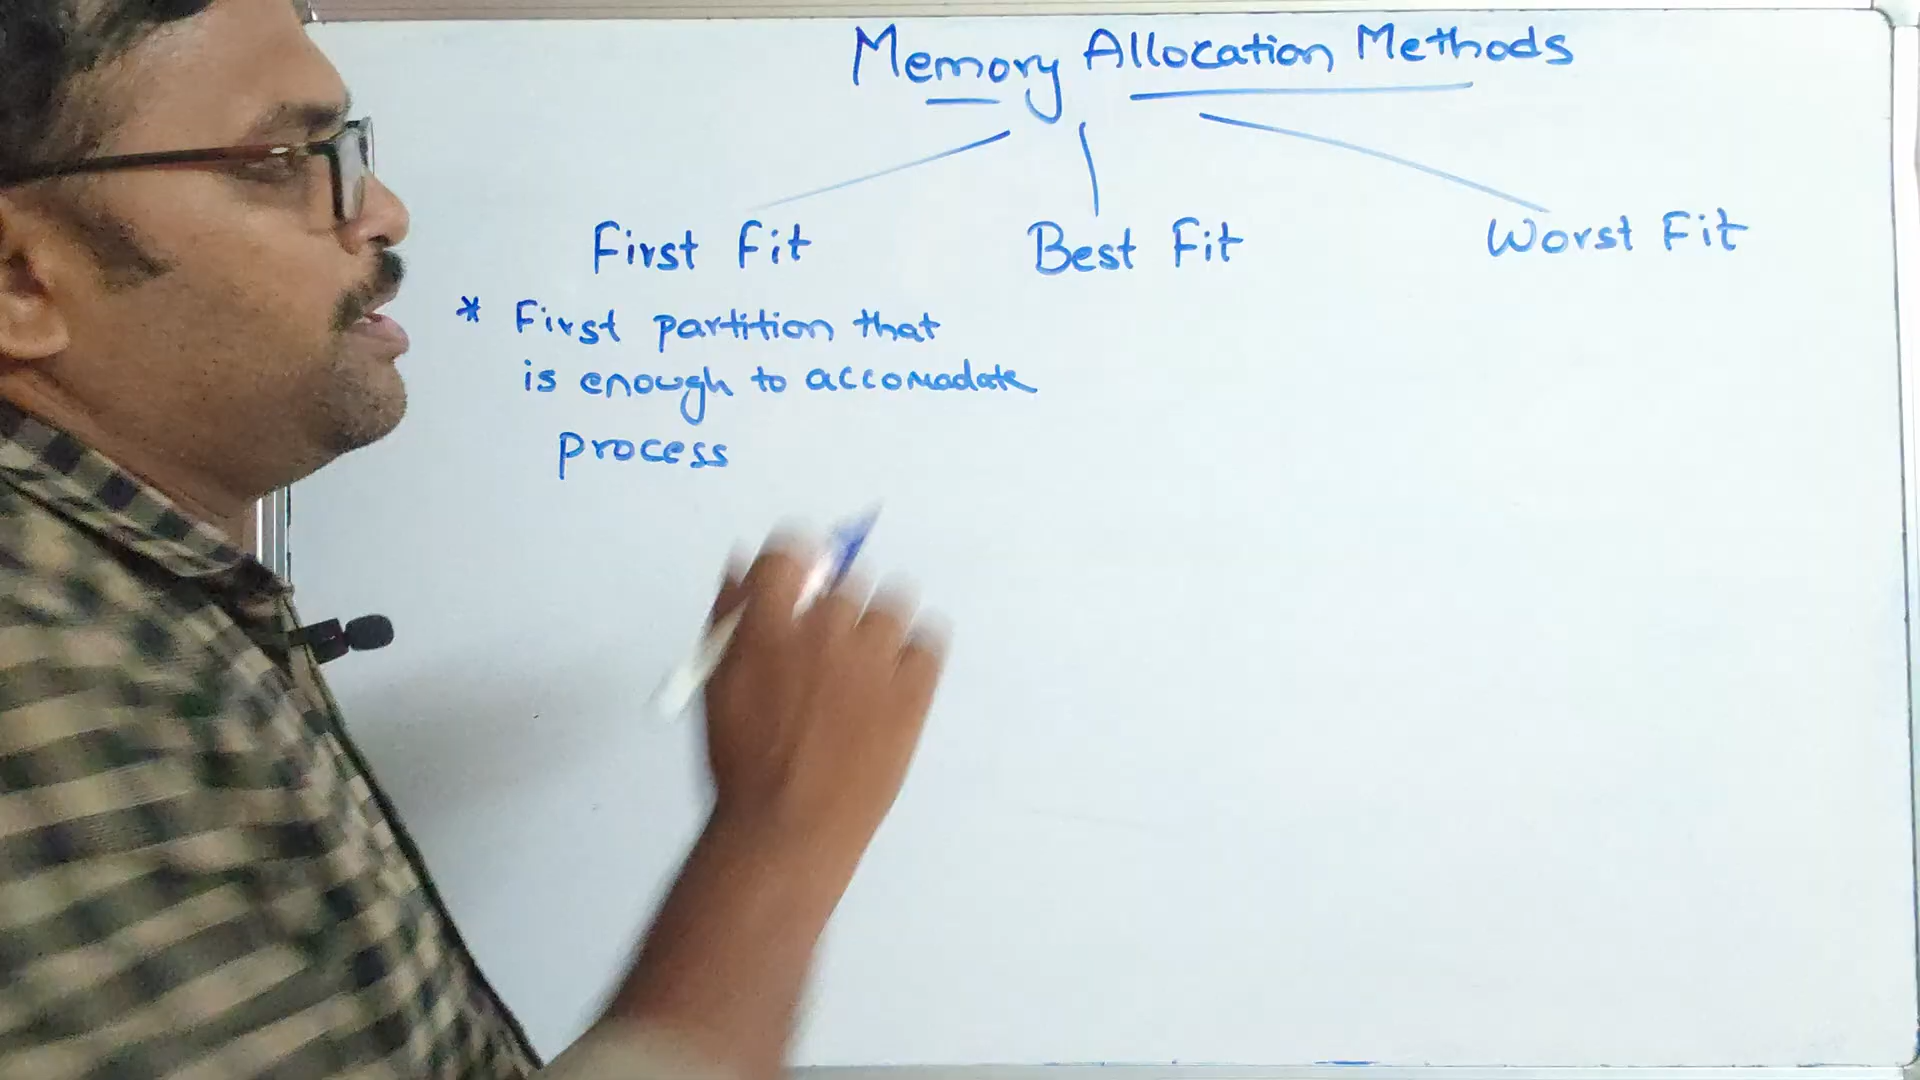 Memory Allocation Methods
First Fit Best Fit Worst Fit
* First partition that
is enough to accomadate
process